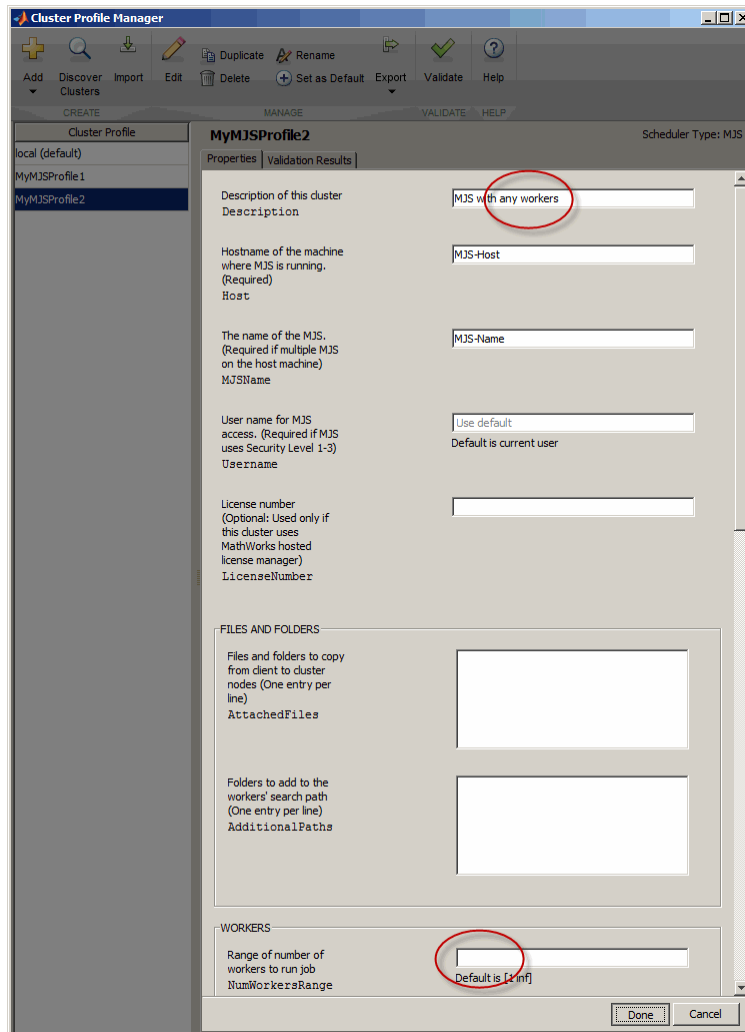 Cluster Profile Manager
Add
Discover Clusters
Import
Edit
Duplicate
Delete
Rename
Set as Default
Export
Validate
Help
CREATE
MANAGE
VALIDATE
HELP
Cluster Profile
local (default)
MyMJSProfile1
MyMJSProfile2
MyMJSProfile2
Scheduler Type: MJS
Properties
Validation Results
Description of this cluster
Description
MJS with any workers
Hostname of the machine
where MJS is running.
(Required)
Host
MJS-Host
The name of the MJS.
(Required if multiple MJS
on the host machine)
MJSName
MJS-Name
User name for MJS
access. (Required if MJS
uses Security Level 1-3)
Username
Use default
Default is current user
License number
(Optional: Used only if
this cluster uses
MathWorks hosted
license manager)
LicenseNumber
FILES AND FOLDERS
Files and folders to copy
from client to cluster
nodes (One entry per
line)
AttachedFiles
Folders to add to the
workers' search path
(One entry per line)
AdditionalPaths
WORKERS
Range of number of
workers to run job
NumWorkersRange
Default is [1 inf]
Done
Cancel